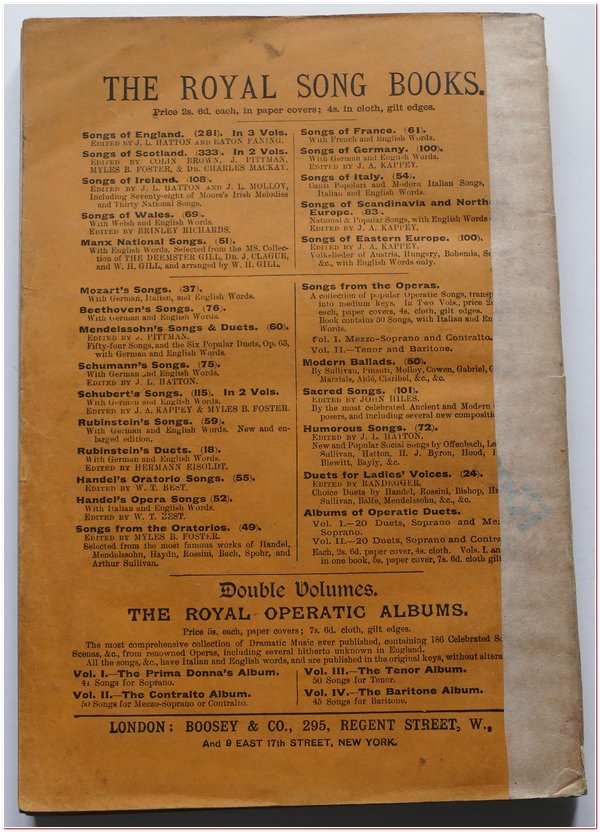 THE ROYAL SONG BOOKS.
Price 2s. 6d. each, in paper covers; 4s. in cloth, gilt edges.
Songs of England. (281). In 3 Vols.
EDITED BY J. L. HATTON AND EATON FANING.
Songs of Scotland. (333). In 2 Vols.
EDITED BY COLIN BROWN, J. PITTMAN,
MYLES B. FOSTER, & DR. CHARLES MACKAY.
Songs of Ireland. (108).
EDITED BY J. L. HATTON AND J. L. MOLLOY,
Including Seventy-eight of Moore's Irish Melodies
and Thirty National Songs.
Songs of Wales. (69).
With Welsh and English Words.
EDITED BY BRINLEY RICHARDS.
Manx National Songs. (51).
With English Words, Selected from the MS. Collec-
tion of THE DEEMSTER GILL, DR. J. CLAGUE,
and W. H. GILL, and arranged by W. H. GILL.
Songs of France. (61).
With French and English Words.
Songs of Germany. (100).
With German and English Words.
EDITED BY J. A. KAPPEY.
Songs of Italy. (54).
Canti Popolari and Modern Italian Songs,
Italian and English Words.
Songs of Scandinavia and North
Europe. (83).
National & Popular Songs, with English Words
EDITED BY J. A. KAPPEY.
Songs of Eastern Europe. (100).
EDITED BY J. A. KAPPEY.
Volkslieder of Austria, Hungary, Bohemia,
&c., with English Words only.
Mozart's Songs. (37).
With German, Italian, and English Words.
Beethoven's Songs. (76).
With German and English Words.
Mendelssohn's Songs & Duets. (60).
EDITED BY J. PITTMAN.
Fifty-four Songs, and the Six Popular Duets, Op. 63,
with German and English Words.
Schumann's Songs. (75).
With German and English Words.
EDITED BY J. L. HATTON.
Schubert's Songs. (115). In 2 Vols.
With German and English Words.
EDITED BY J. A. KAPPEY & MYLES B. FOSTER.
Rubinstein's Songs. (59).
With German and English Words. New and en-
larged edition.
Rubinstein's Duets. (18).
With German and English Words.
EDITED BY HERMANN EISOLDT.
Handel's Oratorio Songs. (55).
EDITED BY W. T. BEST.
Handel's Opera Songs (52).
With Italian and English Words.
EDITED BY W. T. BEST.
Songs from the Oratorios. (49).
EDITED BY MYLES B. FOSTER.
Selected from the most famous works of Handel,
Mendelssohn, Haydn, Rossini, Bach, Spohr, and
Arthur Sullivan.
Songs from the Operas.
A collection of popular Operatic Songs, transp
into medium keys. In Two Vols., price 2s
each, paper covers, 4s. cloth, gilt edges.
Book contains 50 Songs, with Italian and En
Words.
Vol. I. Mezzo-Soprano and Contralto.
Vol. II.—Tenor and Baritone.
Modern Ballads. (50).
By Sullivan, Pinsuti, Molloy, Cowen, Gabriel,
Marzials, Aidé, Claribel, &c., &c.
Sacred Songs. (101).
EDITED BY JOHN HILES.
By the most celebrated Ancient and Modern
posers, and including several new compositi
Humorous Songs. (72).
EDITED BY J. L. HATTON.
New and Popular Social Songs by Offenbach, Le
Sullivan, Hatton, H. J. Byron, Hood,
Blewitt, Bayly, &c.
Duets for Ladies' Voices. (24).
EDITED BY RANDEGGER.
Choice Duets by Handel, Rossini, Bishop, Ha
Sullivan, Balfe, Mendelssohn, &c., &c.
Albums of Operatic Duets.
Vol. I.—20 Duets, Soprano and Me
Soprano.
Vol. II.—20 Duets, Soprano and Contra
Each, 2s. 6d. paper cover, 4s. cloth. Vols. I. an
in one book, 5s. paper cover, 7s. 6d. cloth gilt
Double Volumes.
THE ROYAL OPERATIC ALBUMS.
Price 5s. each, paper covers; 7s. 6d. cloth, gilt edges.
The most comprehensive collection of Dramatic Music ever published, containing 186 Celebrated So
Scenas, &c., from renowned Operas, including several hitherto unknown in England.
All the songs, &c., have Italian and English words, and are published in the original keys, without altera
Vol. I.—The Prima Donna's Album.
41 Songs for Soprano.
Vol. II.—The Contralto Album.
50 Songs for Mezzo-Soprano or Contralto.
Vol. III.—The Tenor Album.
50 Songs for Tenor.
Vol. IV.—The Baritone Album.
45 Songs for Baritone.
LONDON: BOOSEY & CO., 295, REGENT STREET, W.,
And 9 EAST 17th STREET, NEW YORK.